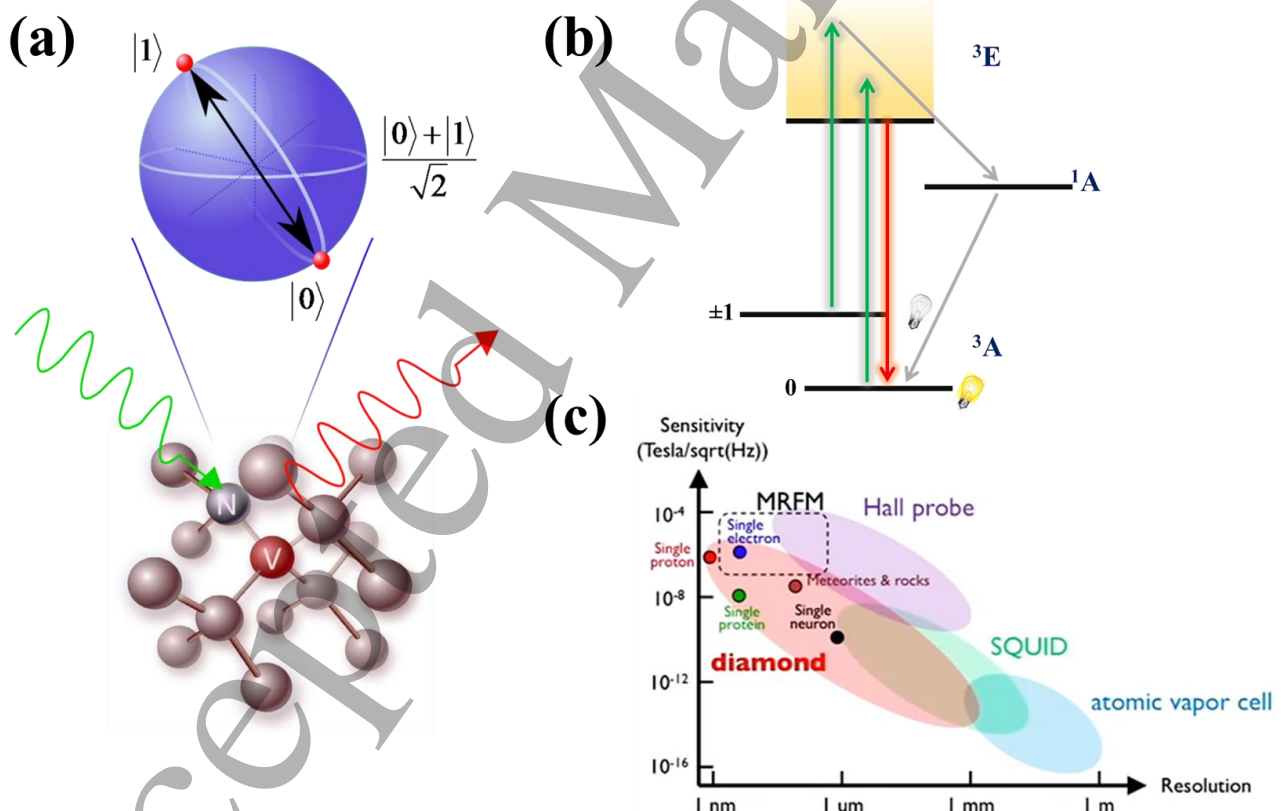 (a)
|1⟩
|0⟩+|1⟩
√2
|0⟩
N
V
(b)
³E
¹A
±1
³A
0
(c)
Sensitivity
(Tesla/sqrt(Hz))
10⁻⁴
10⁻⁸
10⁻¹²
10⁻¹⁶
MRFM
Hall probe
Single
electron
Single
proton
Meteorites & rocks
Single
protein
Single
neuron
diamond
SQUID
atomic vapor cell
Resolution
1 nm
1 um
1 mm
1 m
cepted Ma